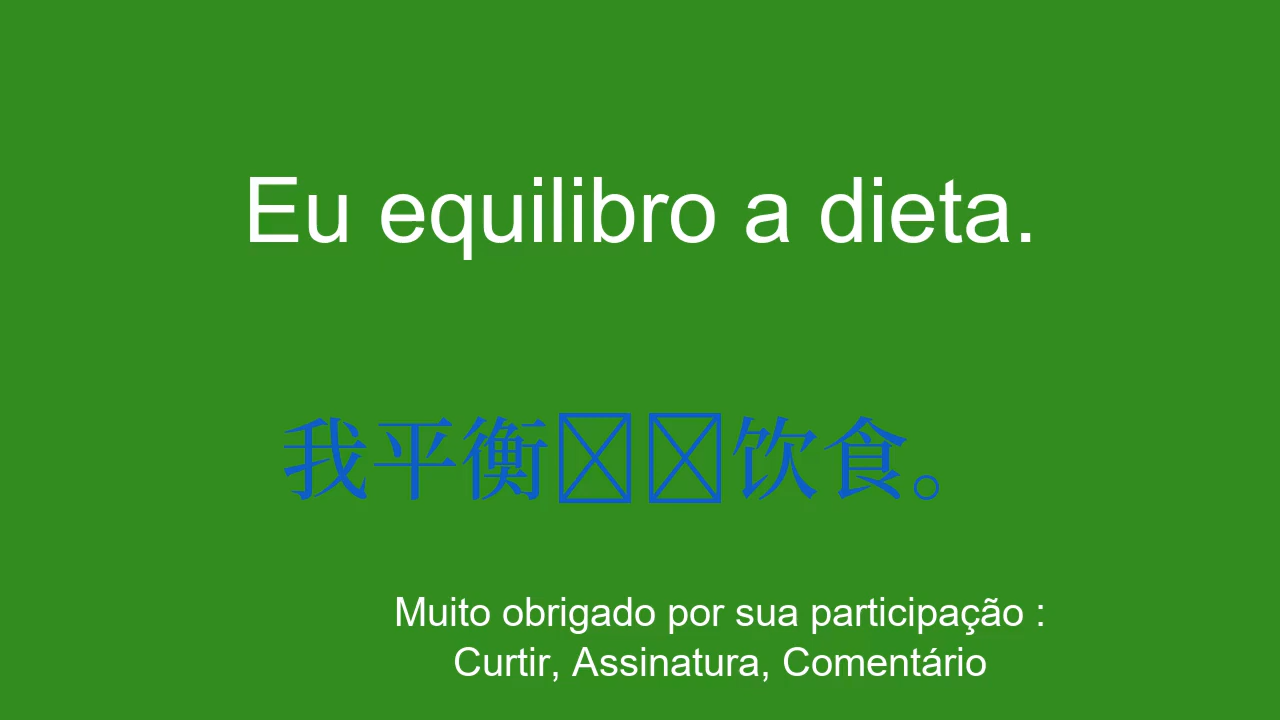 Eu equilibro a dieta.
我平衡饮食。
Muito obrigado por sua participação :
Curtir, Assinatura, Comentário